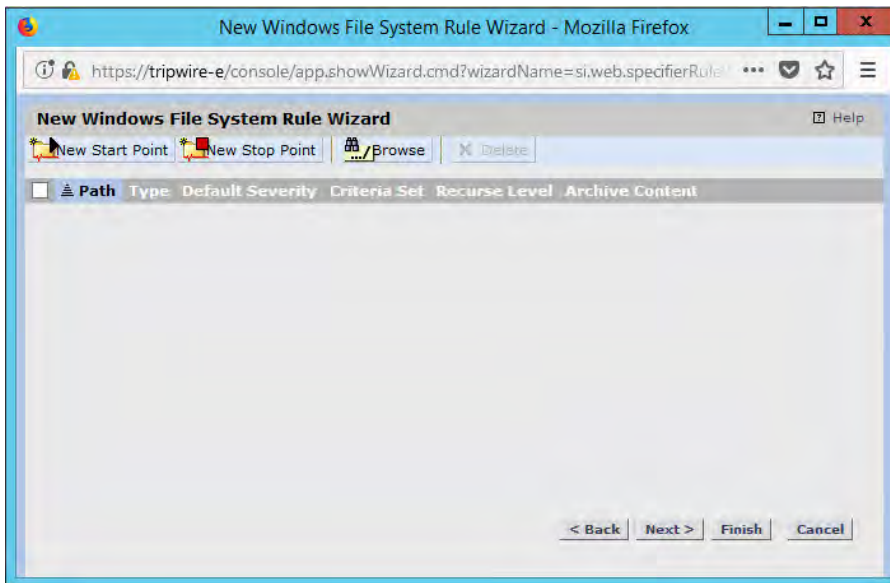 New Windows File System Rule Wizard - Mozilla Firefox
https://tripwire-e/console/app.showWizard.cmd?wizardName=si.web.specifierRule
New Windows File System Rule Wizard Help
New Start Point New Stop Point .../Browse Delete
Path Type Default Severity Criteria Set Recurse Level Archive Content
< Back Next > Finish Cancel